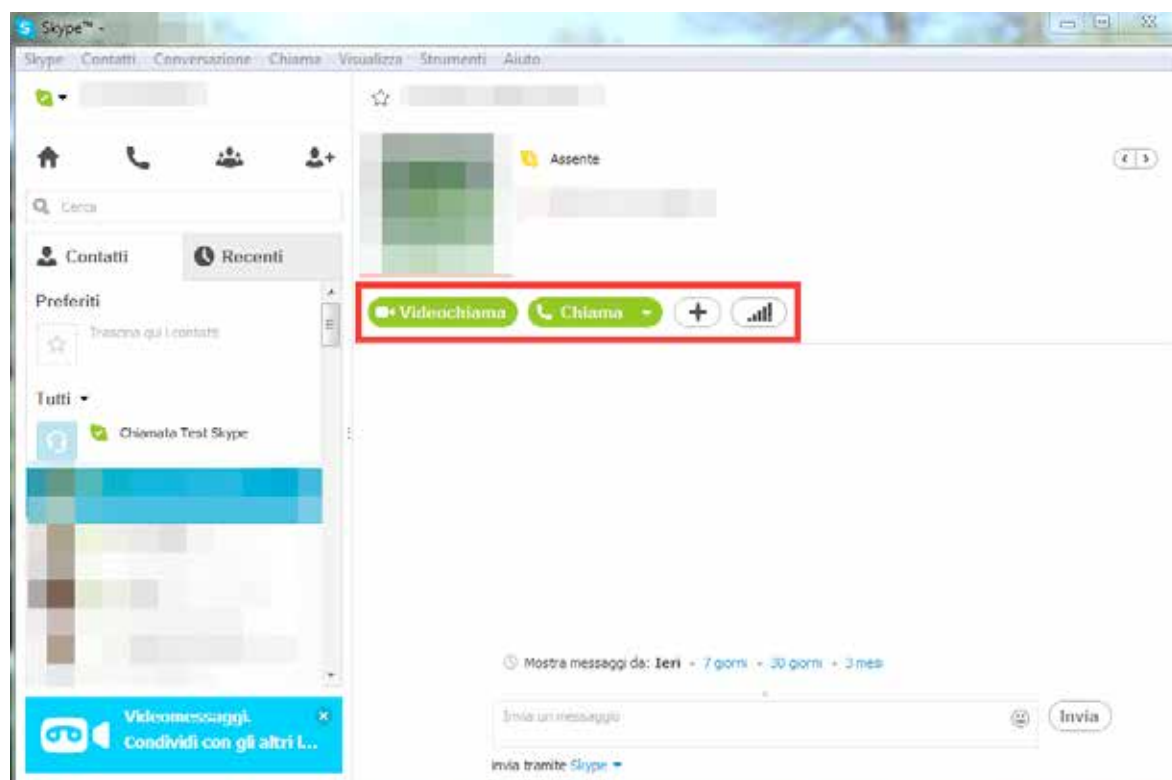 Skype™ -
Skype Contatti Conversazione Chiama Visualizza Strumenti Aiuto
Assente
Cerca
Contatti Recenti
Preferiti
Trascina qui i contatti
Videochiama Chiama
Tutti
Chiamata Test Skype
Mostra messaggi da: Ieri • 7 giorni • 30 giorni • 3 mesi
Videomessaggi.
Condividi con gli altri l...
Invia un messaggio
Invia
invia tramite Skype